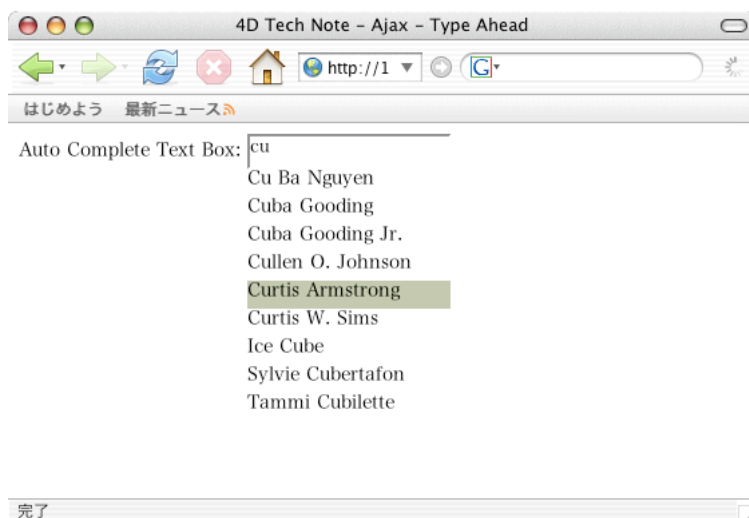 4D Tech Note – Ajax – Type Ahead
http://1
G
はじめよう 最新ニュース
Auto Complete Text Box: cu
Cu Ba Nguyen
Cuba Gooding
Cuba Gooding Jr.
Cullen O. Johnson
Curtis Armstrong
Curtis W. Sims
Ice Cube
Sylvie Cubertafon
Tammi Cubilette
完了